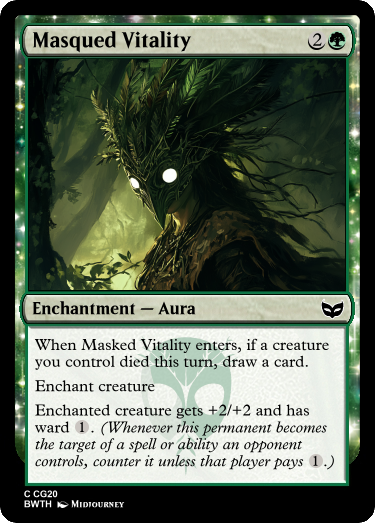 Masqued Vitality 2
Enchantment — Aura
When Masked Vitality enters, if a creature
you control died this turn, draw a card.
Enchant creature
Enchanted creature gets +2/+2 and has
ward 1. (Whenever this permanent becomes
the target of a spell or ability an opponent
controls, counter it unless that player pays 1.)
C CG20
BWTH Midjourney